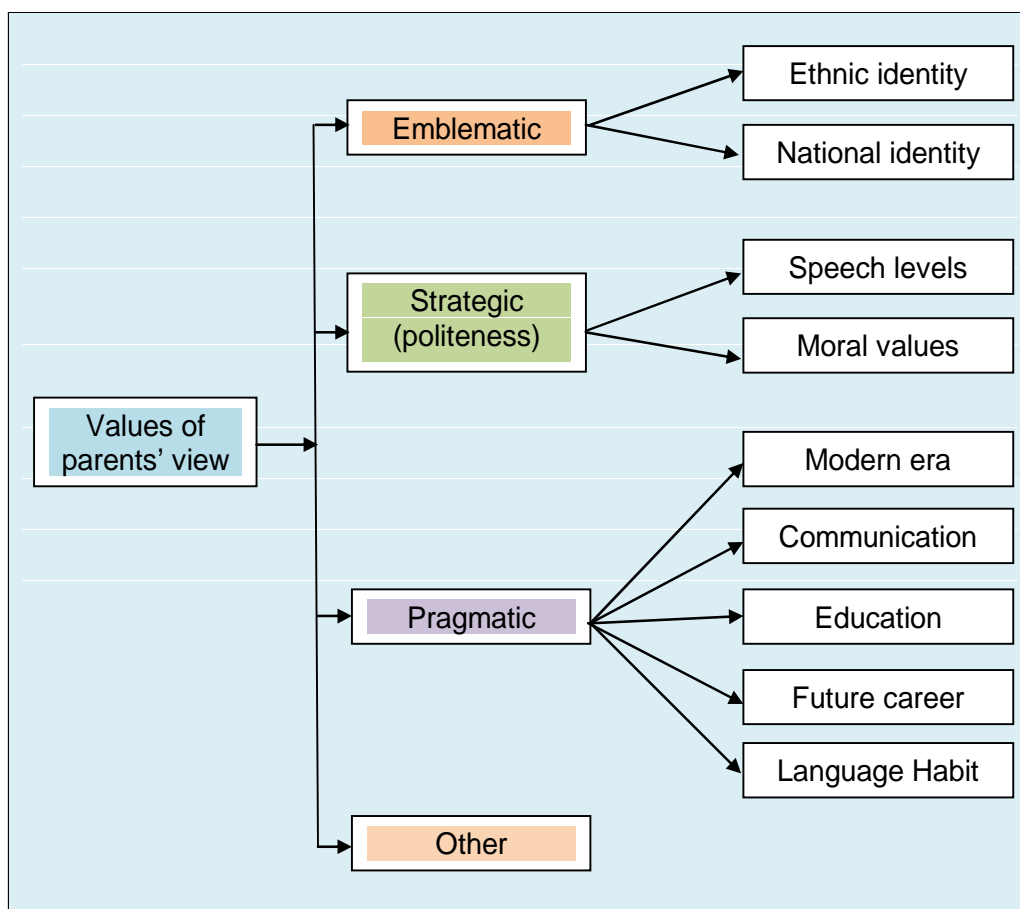 Ethnic identity
Emblematic
National identity
Speech levels
Strategic
(politeness)
Moral values
Values of
parents’ view
Modern era
Communication
Pragmatic
Education
Future career
Language Habit
Other